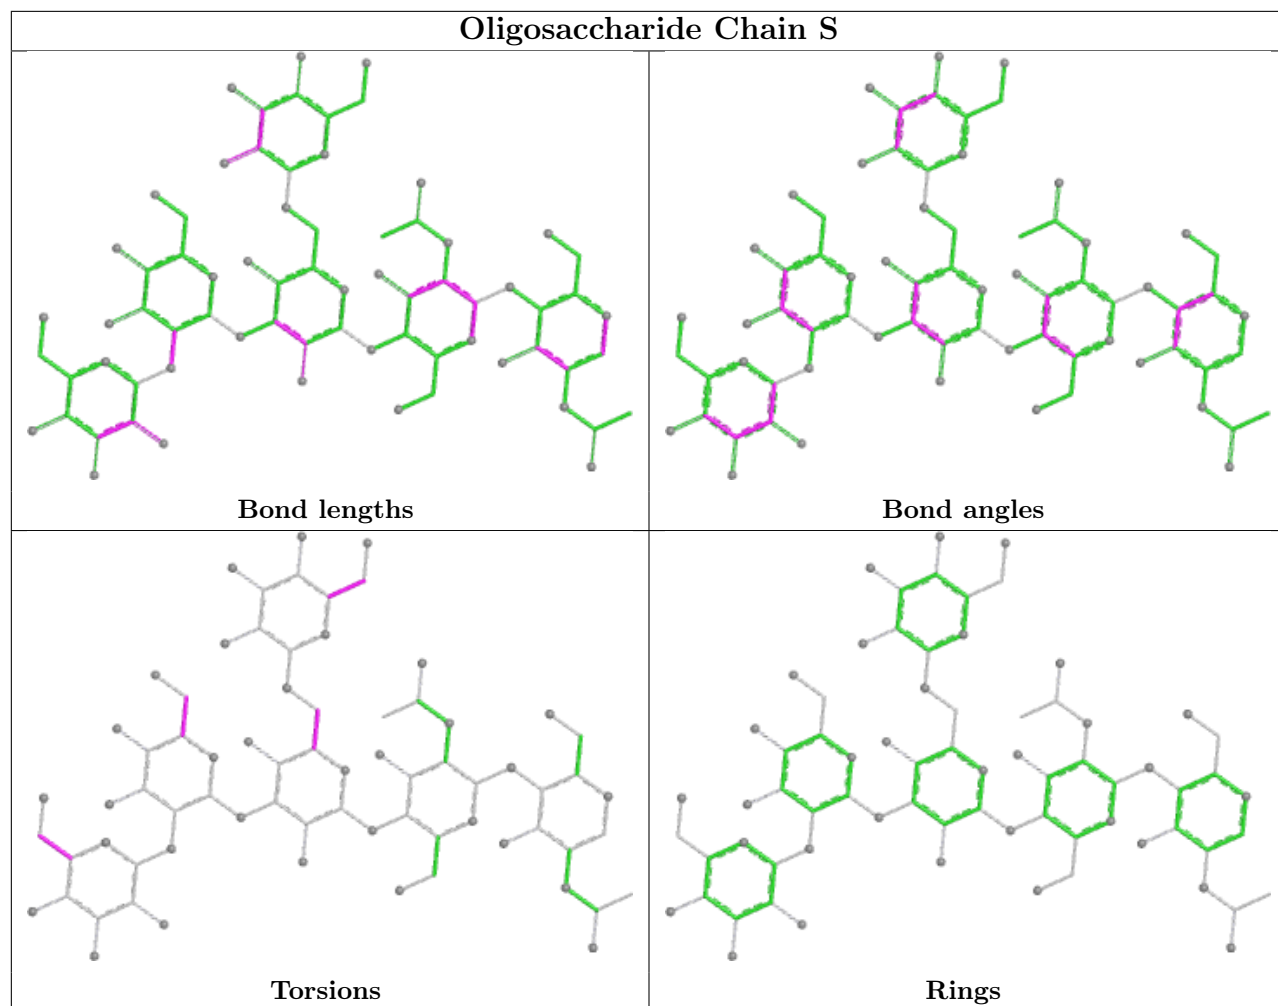 Oligosaccharide Chain S
Bond lengths
Bond angles
Torsions
Rings